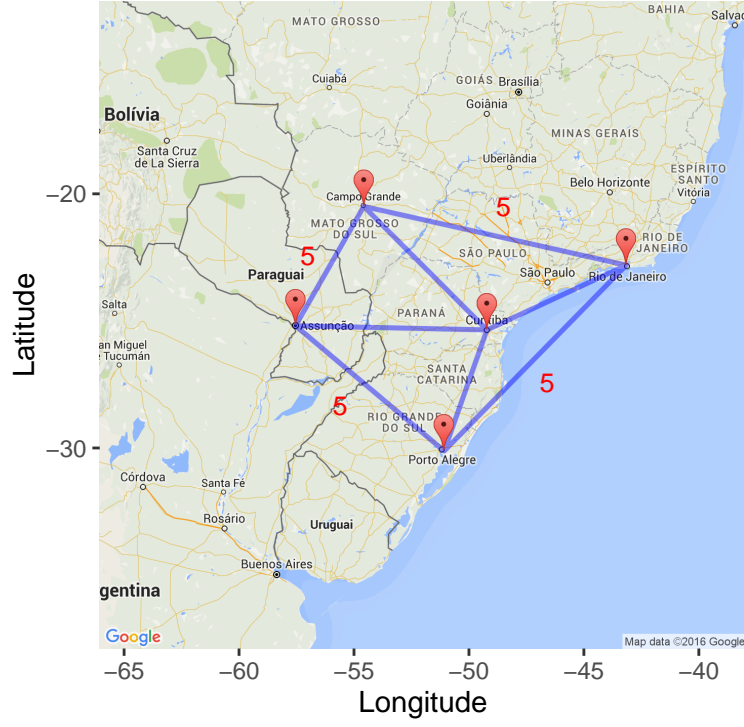 MATO GROSSO
BAHIA
Salvac
Cuiabá
GOIÁS
Brasília
Goiânia
Bolívia
MINAS GERAIS
Santa Cruz
de La Sierra
Uberlândia
ESPÍRITO
SANTO
Belo Horizonte
Vitória
−20
Campo Grande
5
MATO GROSSO
DO SUL
RIO DE
JANEIRO
5
SÃO PAULO
Paraguai
São Paulo
Rio de Janeiro
Salta
PARANÁ
Curitiba
Assunção
an Miguel
e Tucumán
SANTA
CATARINA
5
5
RIO GRANDE
DO SUL
−30
Porto Alegre
Córdova
Santa Fé
Rosário
Uruguai
Buenos Aires
gentina
Google
Map data ©2016 Google
−65
−60
−55
−50
−45
−40
Longitude
Latitude